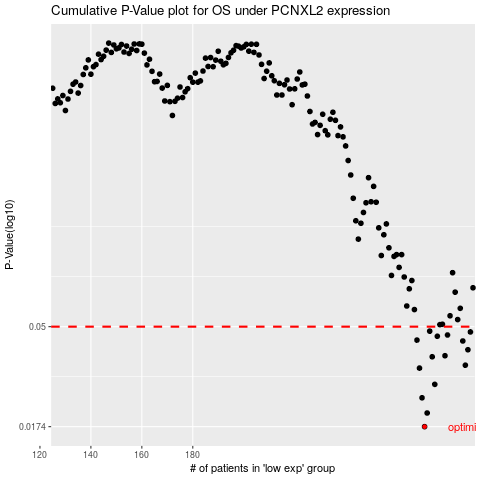 Cumulative P-Value plot for OS under PCNXL2 expression
P-Value(log10)
0.05
0.0174
optimi
120 140 160 180
# of patients in 'low exp' group